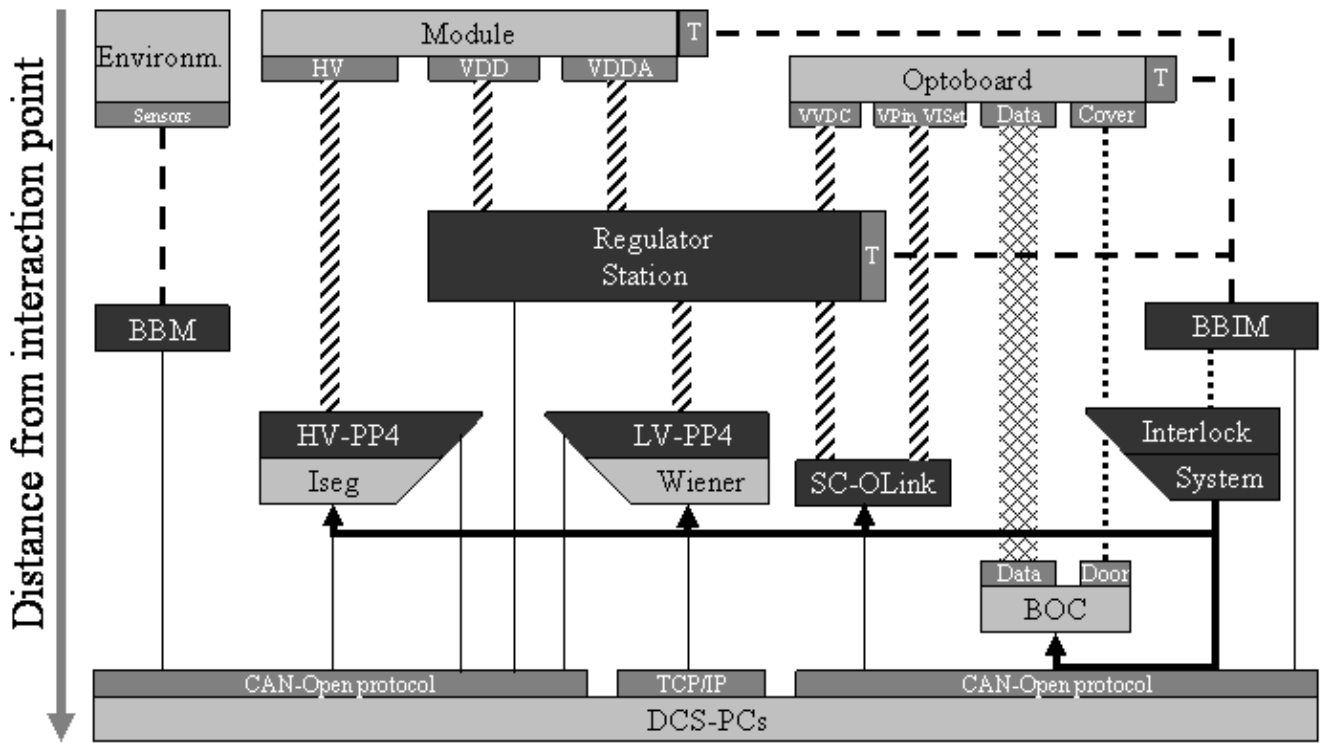 Distance from interaction point
Environm.
Sensors
Module
T
HV
VDD
VDDA
Optoboard
T
VVDC
VPin VISet
Data
Cover
Regulator
Station
T
BBM
BBIM
HV-PP4
Iseg
LV-PP4
Wiener
SC-OLink
Interlock
System
Data
Door
BOC
CAN-Open protocol
TCP/IP
CAN-Open protocol
DCS-PCs